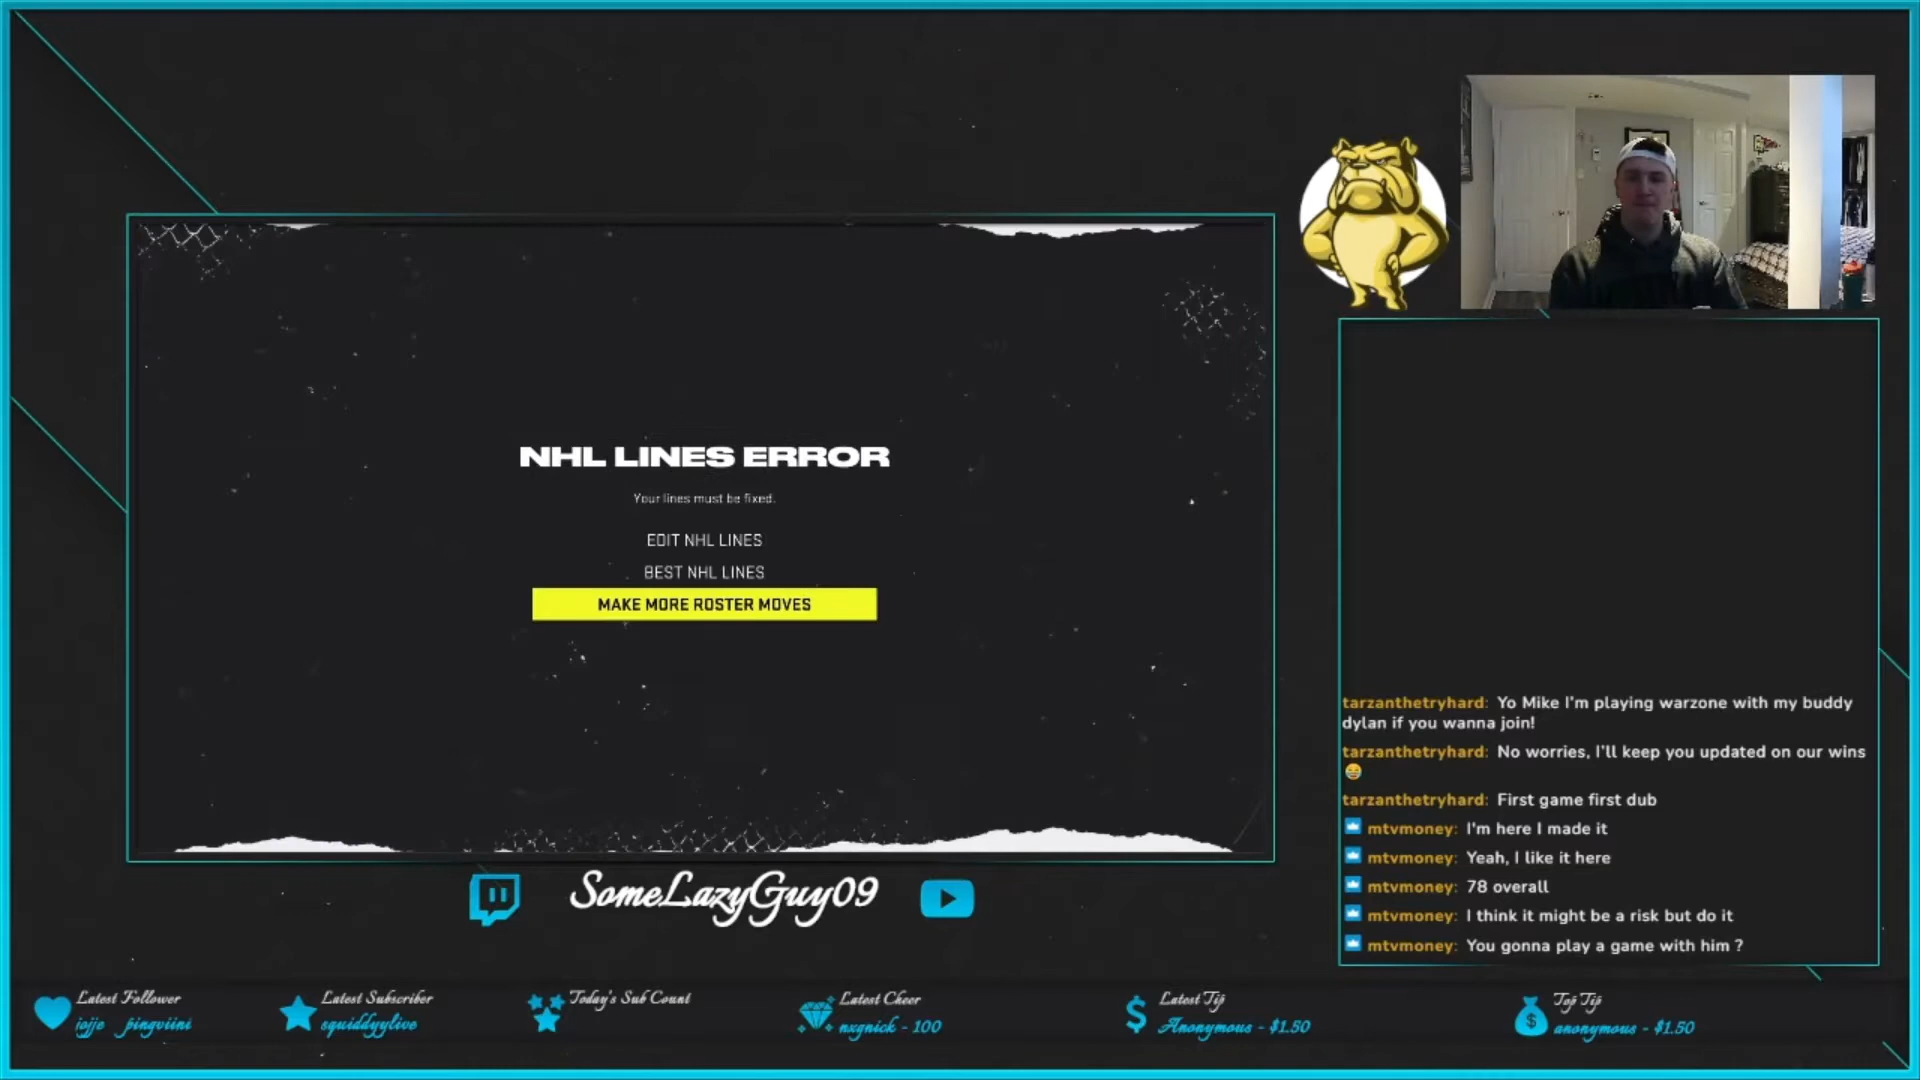 NHL LINES ERROR
Your lines must be fixed.
EDIT NHL LINES
BEST NHL LINES
MAKE MORE ROSTER MOVES
SomeLazyGuy09
tarzanthetryhard: Yo Mike I'm playing warzone with my buddy
dylan if you wanna join!
tarzanthetryhard: No worries, I'll keep you updated on our wins
😂
tarzanthetryhard: First game first dub
mtvmoney: I'm here I made it
mtvmoney: Yeah, I like it here
mtvmoney: 78 overall
mtvmoney: I think it might be a risk but do it
mtvmoney: You gonna play a game with him ?
Latest Follower
jojje_pingviini
Latest Subscriber
squiddyylive
Today's Sub Count
Latest Cheer
nxgnick - 100
Latest Tip
Anonymous - $1.50
Top Tip
anonymous - $1.50